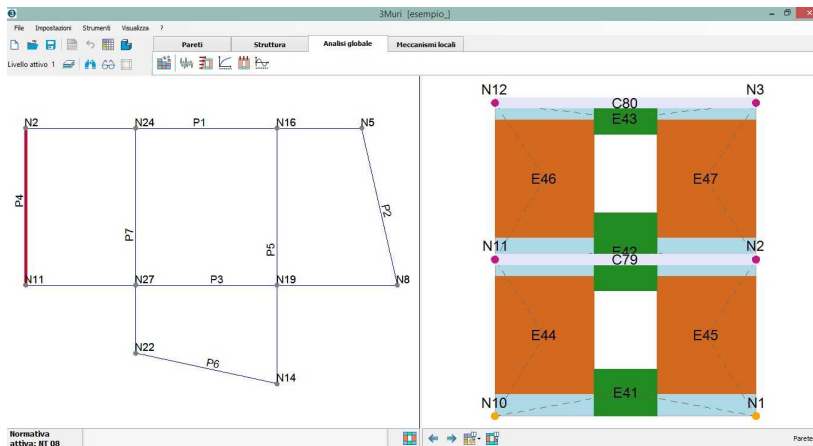 3Muri [esempio_]
File Impostazioni Strumenti Visualizza ?
Pareti Struttura Analisi globale Meccanismi locali
Livello attivo 1
N2 N24 P1 N16 N5
P4 P7 P5 P2
N11 N27 P3 N19 N8
N22 P6 N14
N12 N3
C80
E43
E46 E47
N11 E42 N2
C79
E44 E45
E41
N10 N1
Normativa
attiva: NT 08
Parete